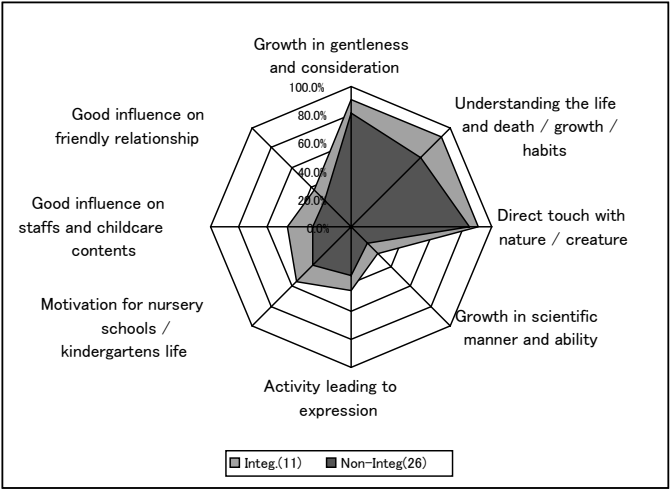 Growth in gentleness
and consideration
100.0%
80.0%
60.0%
40.0%
20.0%
0.0%
Understanding the life
and death / growth /
habits
Direct touch with
nature / creature
Growth in scientific
manner and ability
Activity leading to
expression
Motivation for nursery
schools /
kindergartens life
Good influence on
staffs and childcare
contents
Good influence on
friendly relationship
Integ.(11) Non-Integ(26)